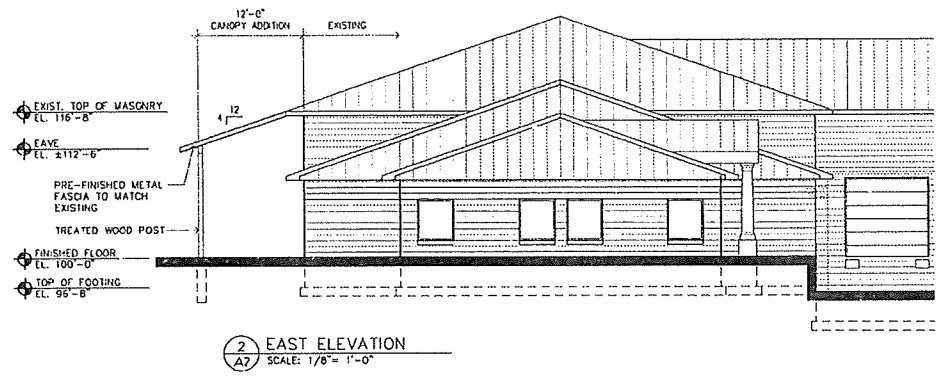 12'-0"
CANOPY ADDITION
EXISTING
12
4
EXIST. TOP OF MASONRY
EL. 116'-8"
EAVE
EL. ±112'-6"
PRE-FINISHED METAL
FASCIA TO MATCH
EXISTING
TREATED WOOD POST
FINISHED FLOOR
EL. 100'-0"
TOP OF FOOTING
EL. 96'-8"
2
A2
EAST ELEVATION
SCALE: 1/8"= 1'-0"